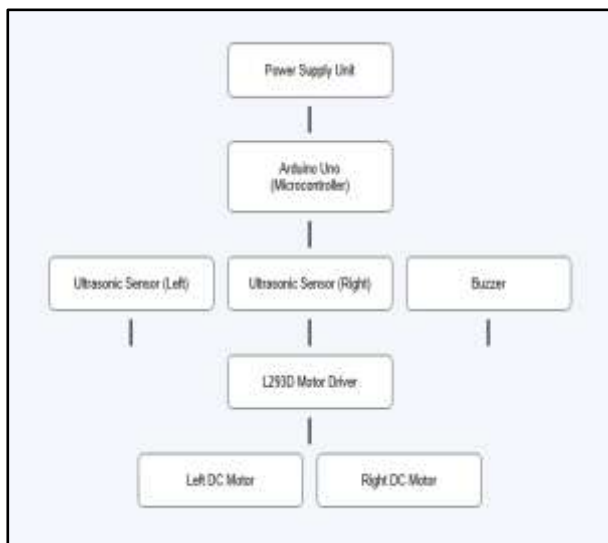 Power Supply Unit
Arduino Uno
(Microcontroller)
Ultrasonic Sensor (Left)
Ultrasonic Sensor (Right)
Buzzer
L293D Motor Driver
Left DC Motor
Right DC Motor